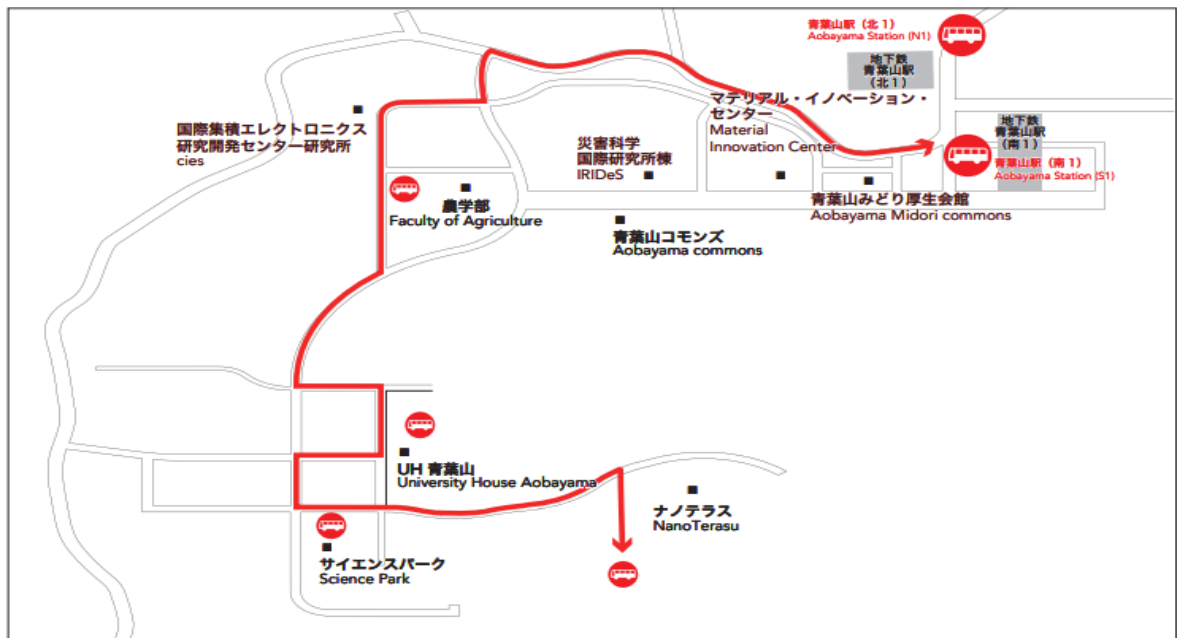 青葉山駅（北1）
Aobayama Station (N1)
地下鉄
青葉山駅
（北1）
マテリアル・イノベーション・
センター
Material
Innovation Center
地下鉄
青葉山駅
（南1）
青葉山駅（南1）
Aobayama Station (S1)
国際集積エレクトロニクス
研究開発センター研究所
cies
災害科学
国際研究所棟
IRIDeS
農学部
Faculty of Agriculture
青葉山みどり厚生会館
Aobayama Midori commons
青葉山コモンズ
Aobayama commons
UH 青葉山
University House Aobayama
ナノテラス
NanoTerasu
サイエンスパーク
Science Park